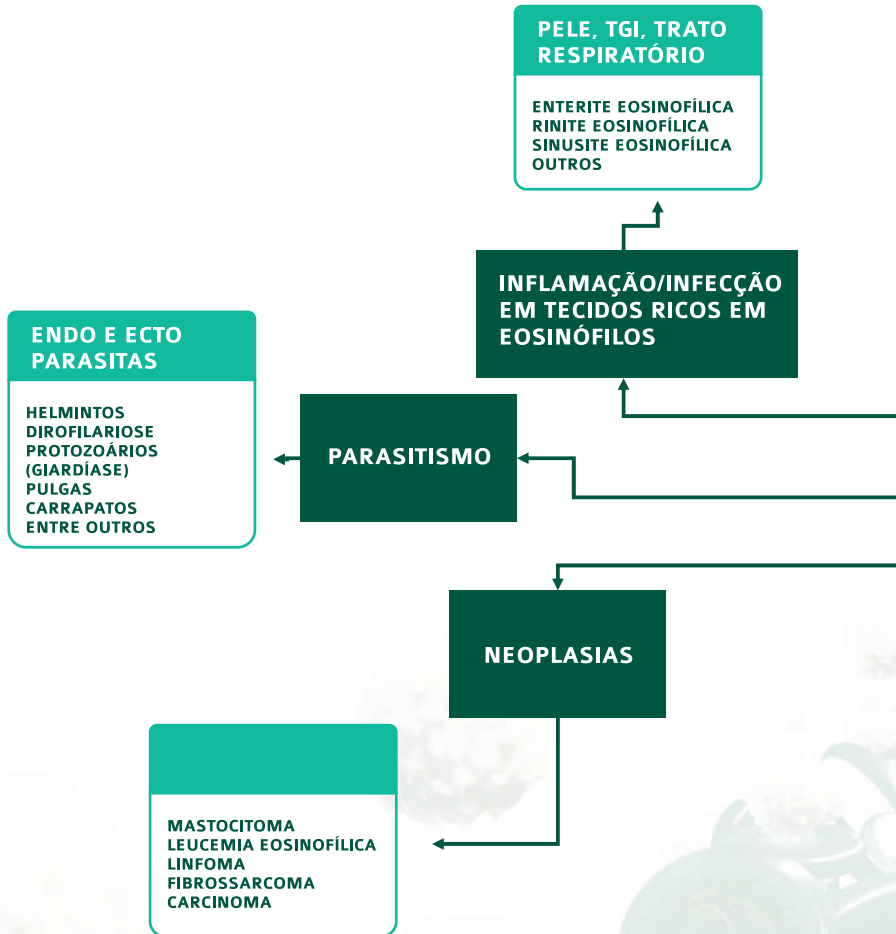 PELE, TGI, TRATO
RESPIRATÓRIO
ENTERITE EOSINOFÍLICA
RINITE EOSINOFÍLICA
SINUSITE EOSINOFÍLICA
OUTROS
INFLAMAÇÃO/INFECÇÃO
EM TECIDOS RICOS EM
EOSINÓFILOS
ENDO E ECTO
PARASITAS
HELMINTOS
DIROFILARIOSE
PROTOZOÁRIOS
(GIARDÍASE)
PULGAS
CARRAPATOS
ENTRE OUTROS
PARASITISMO
NEOPLASIAS
MASTOCITOMA
LEUCEMIA EOSINOFÍLICA
LINFOMA
FIBROSSARCOMA
CARCINOMA